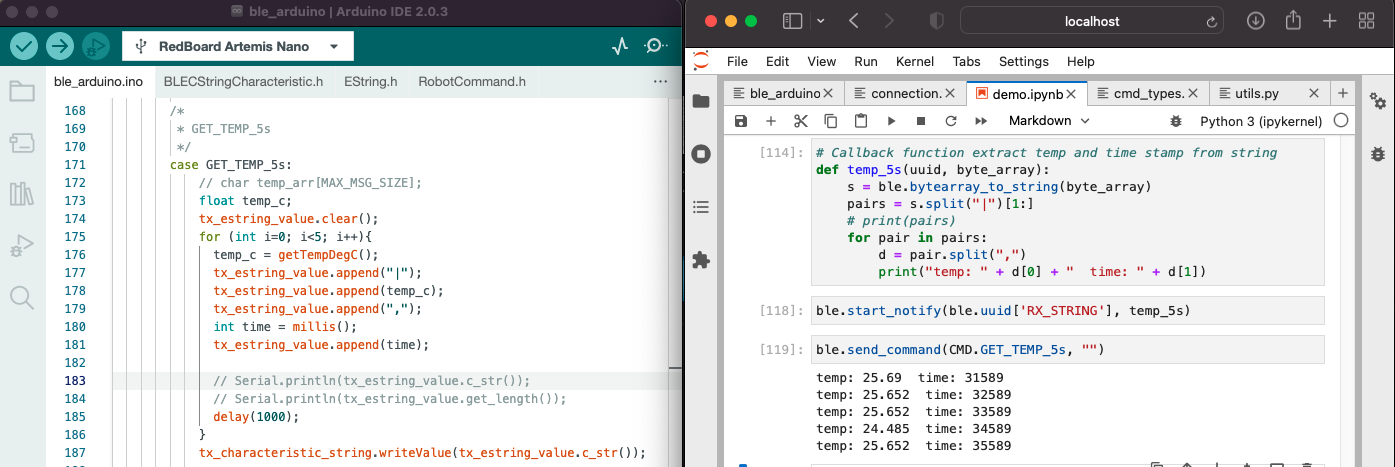 ble_arduino | Arduino IDE 2.0.3
RedBoard Artemis Nano
ble_arduino.ino BLECStringCharacteristic.h EString.h RobotCommand.h ...
168 /*
169 * GET_TEMP_5s
170 */
171 case GET_TEMP_5s:
172 // char temp_arr[MAX_MSG_SIZE];
173 float temp_c;
174 tx_estring_value.clear();
175 for (int i=0; i<5; i++){
176 temp_c = getTempDegC();
177 tx_estring_value.append("|");
178 tx_estring_value.append(temp_c);
179 tx_estring_value.append(",");
180 int time = millis();
181 tx_estring_value.append(time);
182
183 // Serial.println(tx_estring_value.c_str());
184 // Serial.println(tx_estring_value.get_length());
185 delay(1000);
186 }
187 tx_characteristic_string.writeValue(tx_estring_value.c_str());
localhost
File Edit View Run Kernel Tabs Settings Help
ble_arduino connection. demo.ipynb cmd_types. utils.py
Markdown Python 3 (ipykernel)
[114]: # Callback function extract temp and time stamp from string
def temp_5s(uuid, byte_array):
s = ble.bytearray_to_string(byte_array)
pairs = s.split("|")[1:]
# print(pairs)
for pair in pairs:
d = pair.split(",")
print("temp: " + d[0] + "  time: " + d[1])
[118]: ble.start_notify(ble.uuid['RX_STRING'], temp_5s)
[119]: ble.send_command(CMD.GET_TEMP_5s, "")
temp: 25.69  time: 31589
temp: 25.652  time: 32589
temp: 25.652  time: 33589
temp: 24.485  time: 34589
temp: 25.652  time: 35589